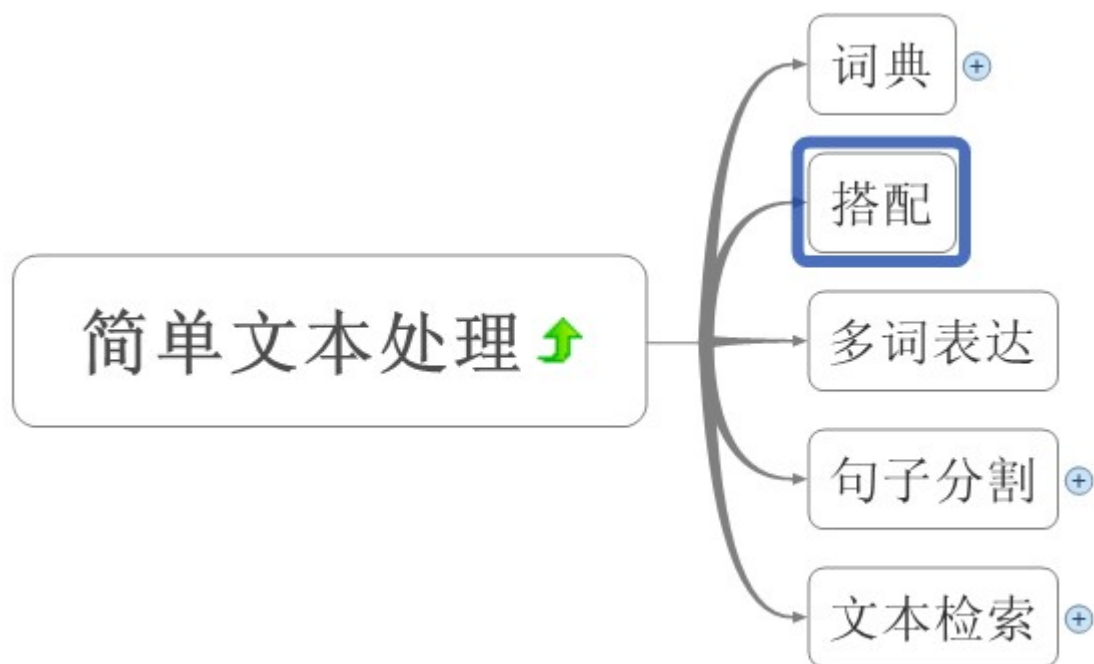 词典
搭配
简单文本处理
多词表达
句子分割
文本检索